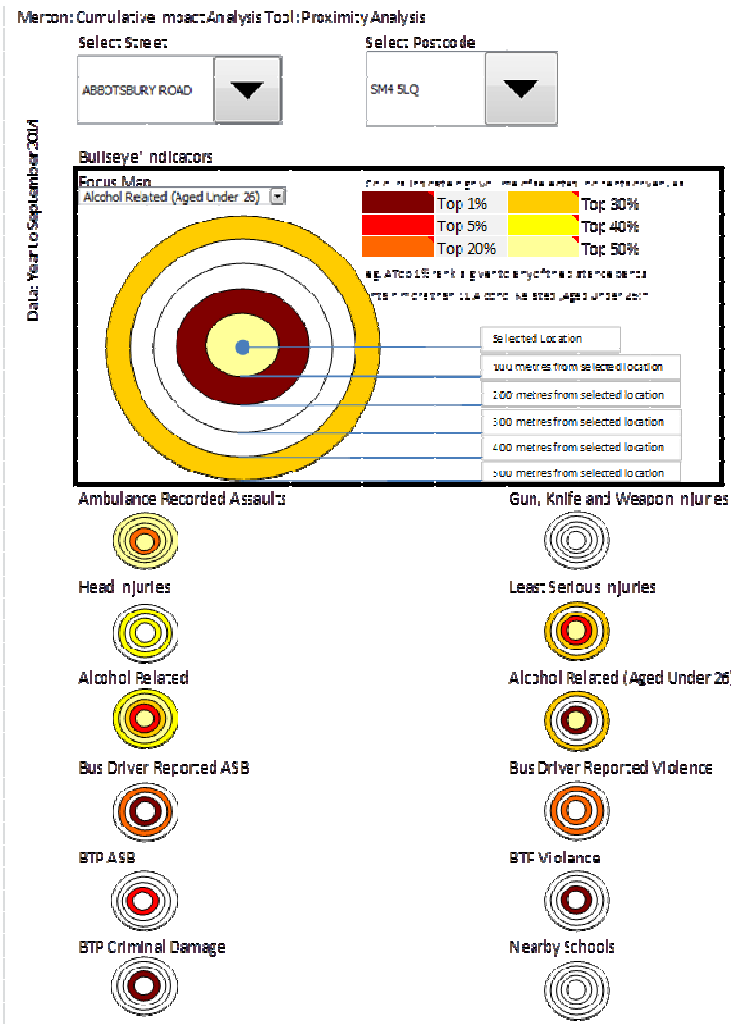 Merton: Cumulative Impact Analysis Tool: Proximity Analysis
Select Street
Select Postcode
ABBOTSBURY ROAD
SM4 5LQ
Data: Year to September 2014
Bullseye' Indicators
Focus Map
Alcohol Related (Aged Under 26)
Top 1%
Top 30%
Top 5%
Top 40%
Top 20%
Top 50%
Selected Location
100 metres from selected location
200 metres from selected location
300 metres from selected location
400 metres from selected location
500 metres from selected location
Ambulance Recorded Assaults
Gun, Knife and Weapon Injuries
Head Injuries
Least Serious Injuries
Alcohol Related
Alcohol Related (Aged Under 26)
Bus Driver Reported ASB
Bus Driver Reported Violence
BTP ASB
BTP Violance
BTP Criminal Damage
Nearby Schools